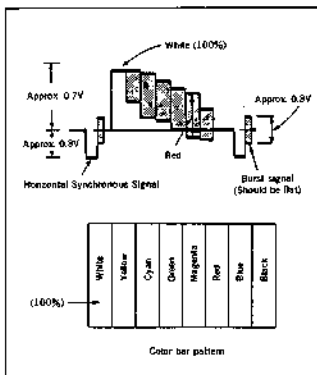 White (100%)
Approx. 0.7V
Approx. 0.3V
Approx. 0.3V
Red
Horizontal Synchronous Signal
Burst signal
(Should be flat)
White
Yellow
Cyan
Green
Magenta
Red
Blue
Black
(100%)
Color bar pattern